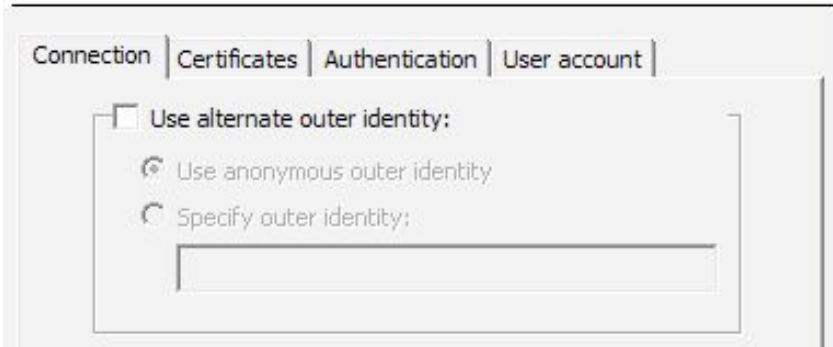 Connection Certificates Authentication User account
Use alternate outer identity:
Use anonymous outer identity
Specify outer identity: